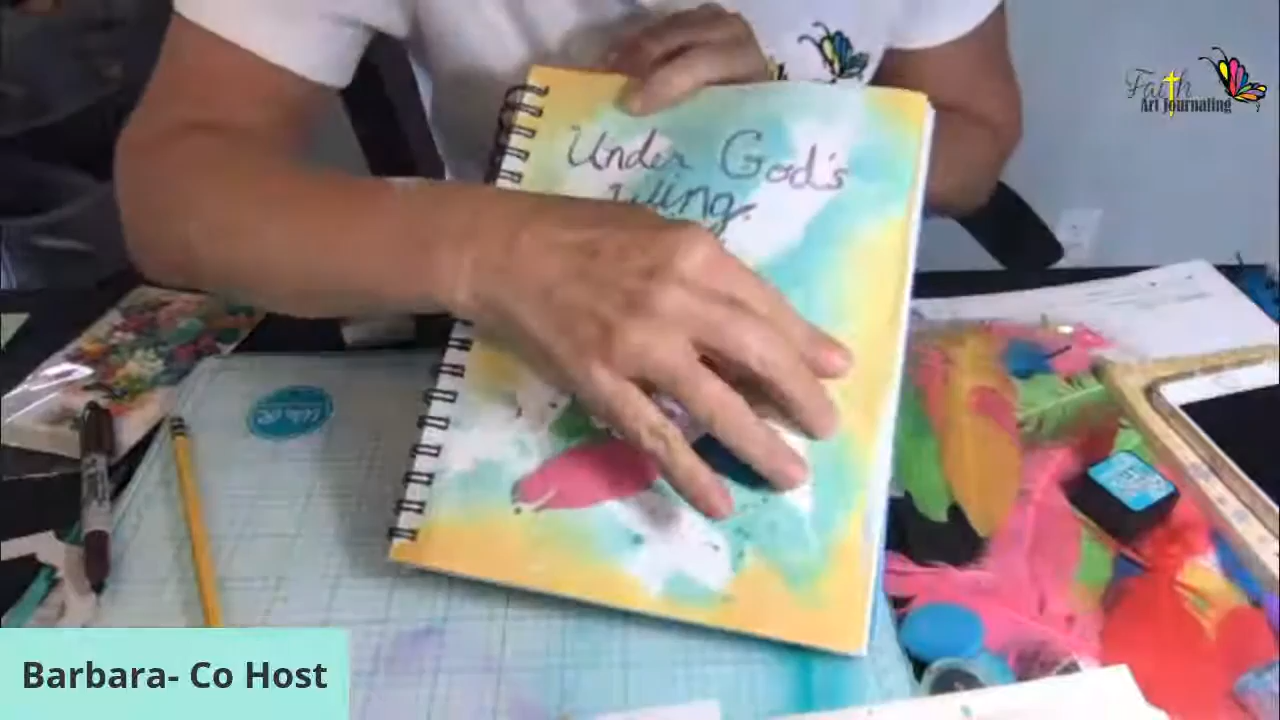 Faith
Art Journaling
Under God's
wing.
Barbara- Co Host